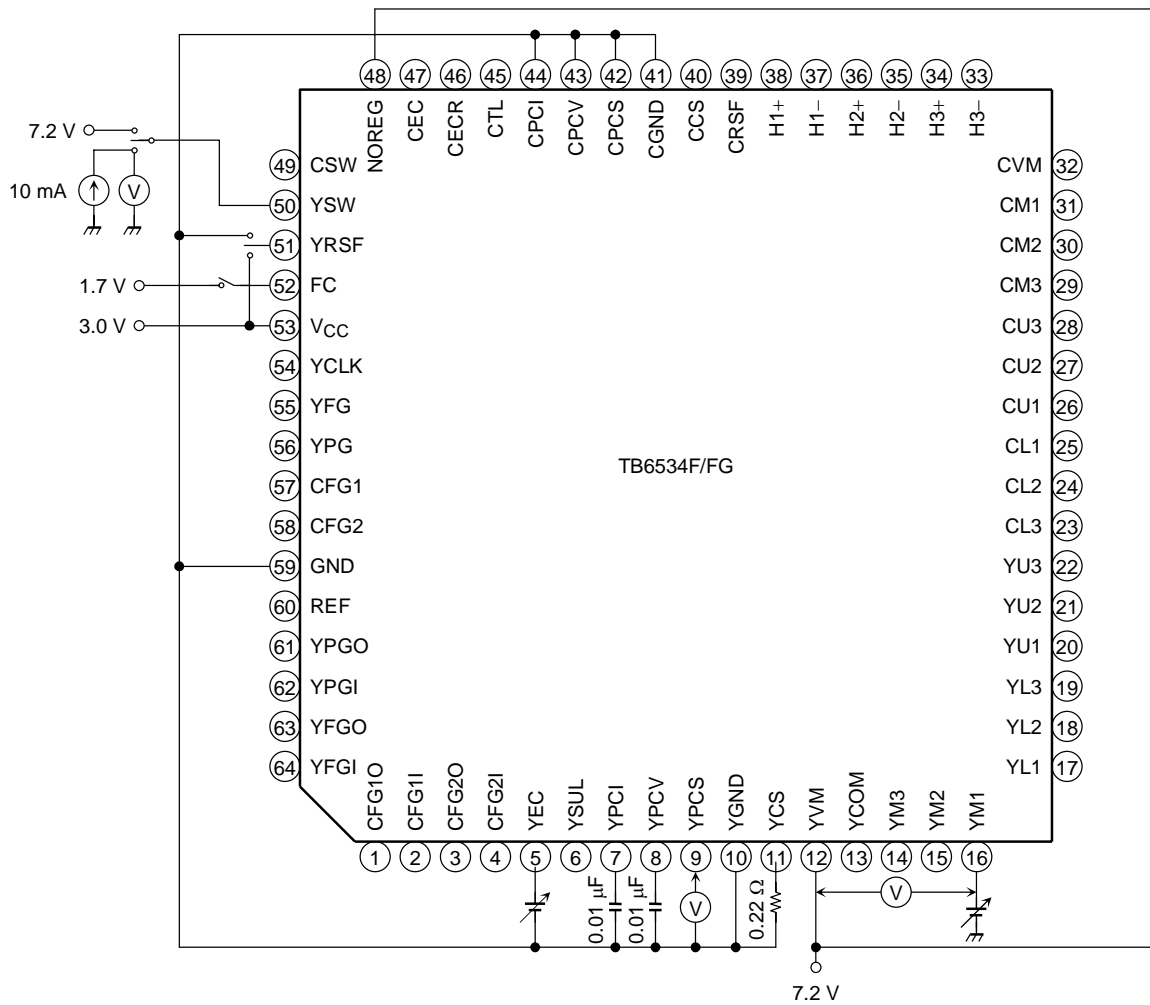 48 47 46 45 44 43 42 41 40 39 38 37 36 35 34 33
NOREG CEC CECR CTL CPCI CPCV CPCS CGND CCS CRSF H1+ H1− H2+ H2− H3+ H3−
7.2 V
10 mA
V
1.7 V
3.0 V
49 CSW
50 YSW
51 YRSF
52 FC
53 VCC
54 YCLK
55 YFG
56 YPG
57 CFG1
58 CFG2
59 GND
60 REF
61 YPGO
62 YPGI
63 YFGO
64 YFGI
TB6534F/FG
CVM 32
CM1 31
CM2 30
CM3 29
CU3 28
CU2 27
CU1 26
CL1 25
CL2 24
CL3 23
YU3 22
YU2 21
YU1 20
YL3 19
YL2 18
YL1 17
CFG1O CFG1I CFG2O CFG2I YEC YSUL YPCI YPCV YPCS YGND YCS YVM YCOM YM3 YM2 YM1
1 2 3 4 5 6 7 8 9 10 11 12 13 14 15 16
0.01 μF
0.01 μF
V
0.22 Ω
V
7.2 V